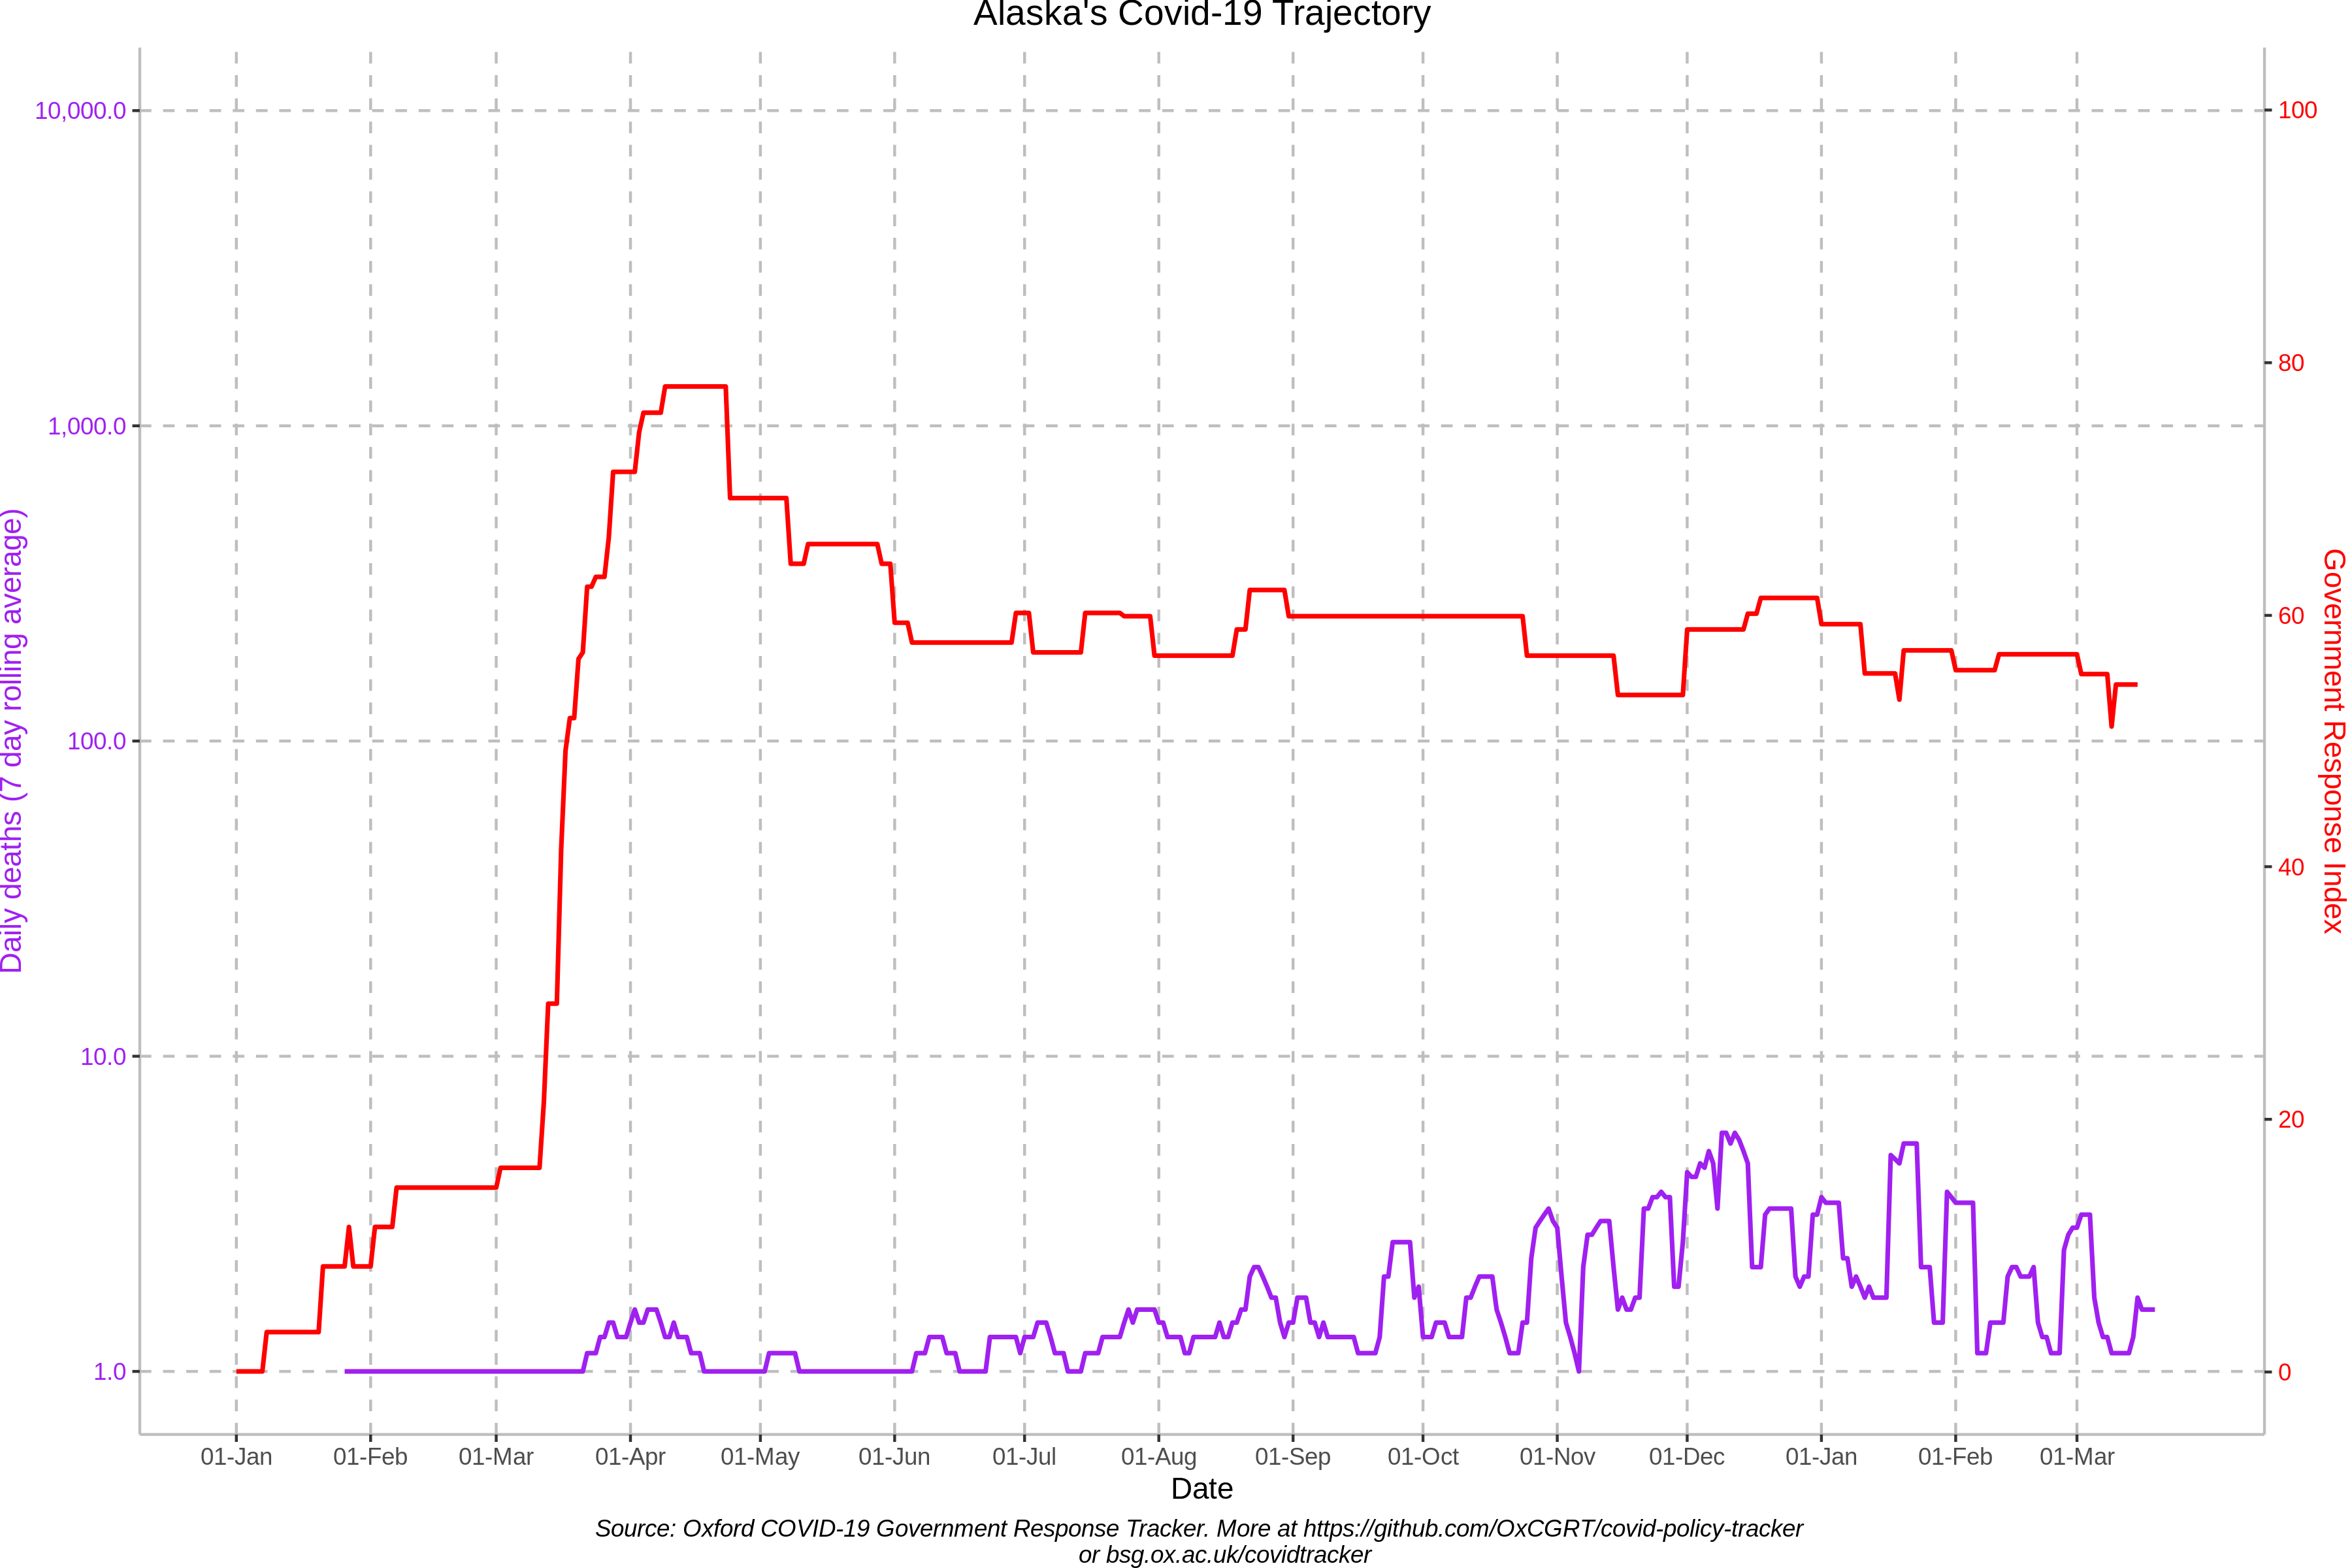 Alaska's Covid-19 Trajectory
10,000.0
1,000.0
100.0
10.0
1.0
Daily deaths (7 day rolling average)
100
80
60
40
20
0
Government Response Index
01-Jan 01-Feb 01-Mar 01-Apr 01-May 01-Jun 01-Jul 01-Aug 01-Sep 01-Oct 01-Nov 01-Dec 01-Jan 01-Feb 01-Mar
Date
Source: Oxford COVID-19 Government Response Tracker. More at https://github.com/OxCGRT/covid-policy-tracker
or bsg.ox.ac.uk/covidtracker